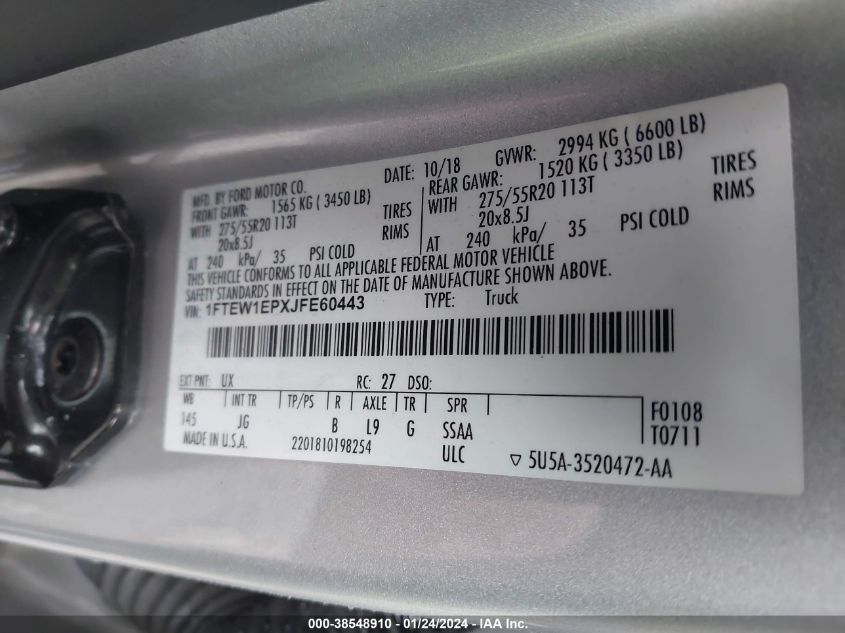 MFD. BY FORD MOTOR CO.
DATE: 10/18 GVWR: 2994 KG ( 6600 LB)
FRONT GAWR: 1565 KG ( 3450 LB) REAR GAWR: 1520 KG ( 3350 LB)
WITH 275/55R20 113T TIRES WITH 275/55R20 113T TIRES
20x8.5J RIMS 20x8.5J RIMS
AT 240 kPa/ 35 PSI COLD AT 240 kPa/ 35 PSI COLD
THIS VEHICLE CONFORMS TO ALL APPLICABLE FEDERAL MOTOR VEHICLE
SAFETY STANDARDS IN EFFECT ON THE DATE OF MANUFACTURE SHOWN ABOVE.
VIN: 1FTEW1EPXJFE60443 TYPE: Truck
EXT PNT: UX RC: 27 DSO:
WB INT TR TP/PS R AXLE TR SPR
145 JG B L9 G SSAA F0108
MADE IN U.S.A. 2201810198254 ULC T0711
▽ 5U5A-3520472-AA
000-38548910 - 01/24/2024 - IAA Inc.